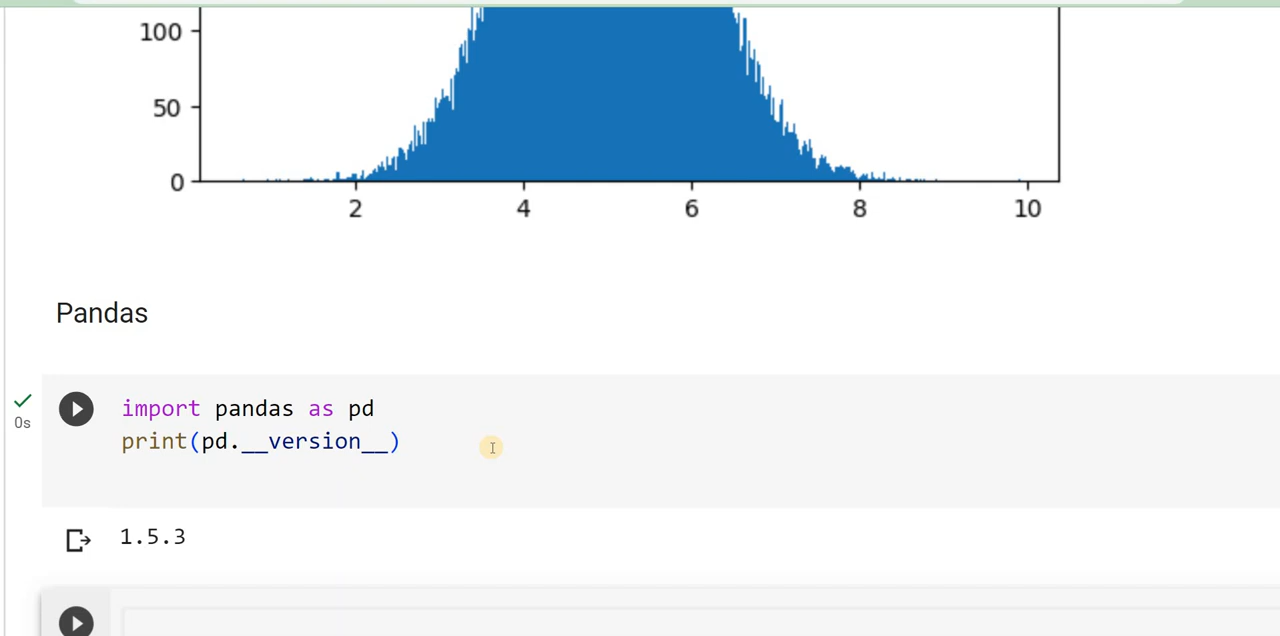 100
50
0
2 4 6 8 10
Pandas
import pandas as pd
0s
print(pd.__version__)
1.5.3